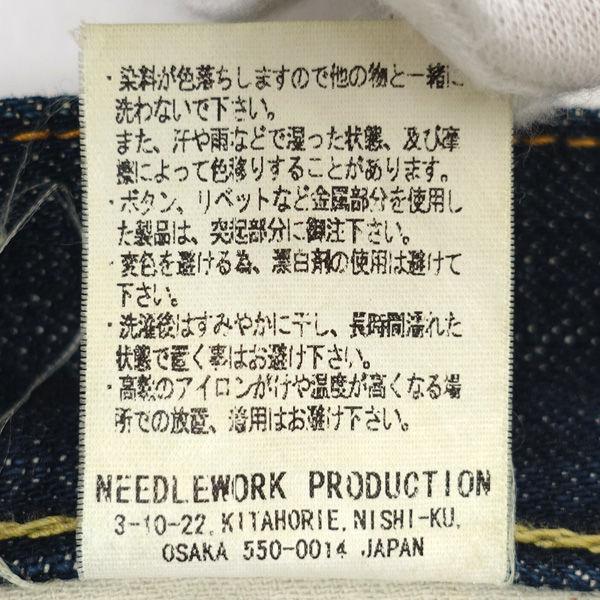 ・染料が色落ちしますので他の物と一緒に
洗わないで下さい。
また、汗や雨などで湿った状態、及び摩
擦によって色移りすることがあります。
・ボタン、リベットなど金属部分を使用し
た製品は、突起部分に御注下さい。
・変色を避ける為、漂白剤の使用は避けて
下さい。
・洗濯後はすみやかに干し、長時間濡れた
状態で置く事はお避け下さい。
・高熱のアイロンがけや温度が高くなる場
所での放置、着用はお避け下さい。
NEEDLEWORK PRODUCTION
3-10-22, KITAHORIE, NISHI-KU,
OSAKA 550-0014 JAPAN